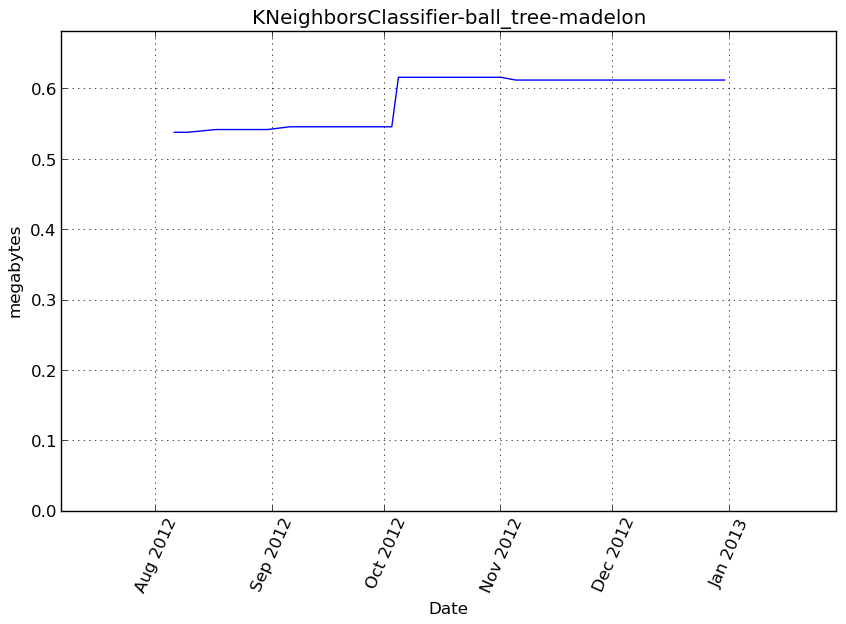 KNeighborsClassifier-ball_tree-madelon
megabytes
0.6
0.5
0.4
0.3
0.2
0.1
0.0
Aug 2012
Sep 2012
Oct 2012
Nov 2012
Dec 2012
Jan 2013
Date